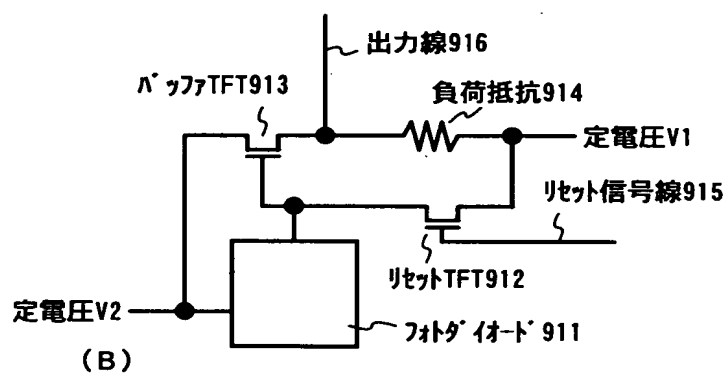 出力線916
バッファTFT913
負荷抵抗914
定電圧V1
リセット信号線915
リセットTFT912
定電圧V2
フォトダイオード911
(B)